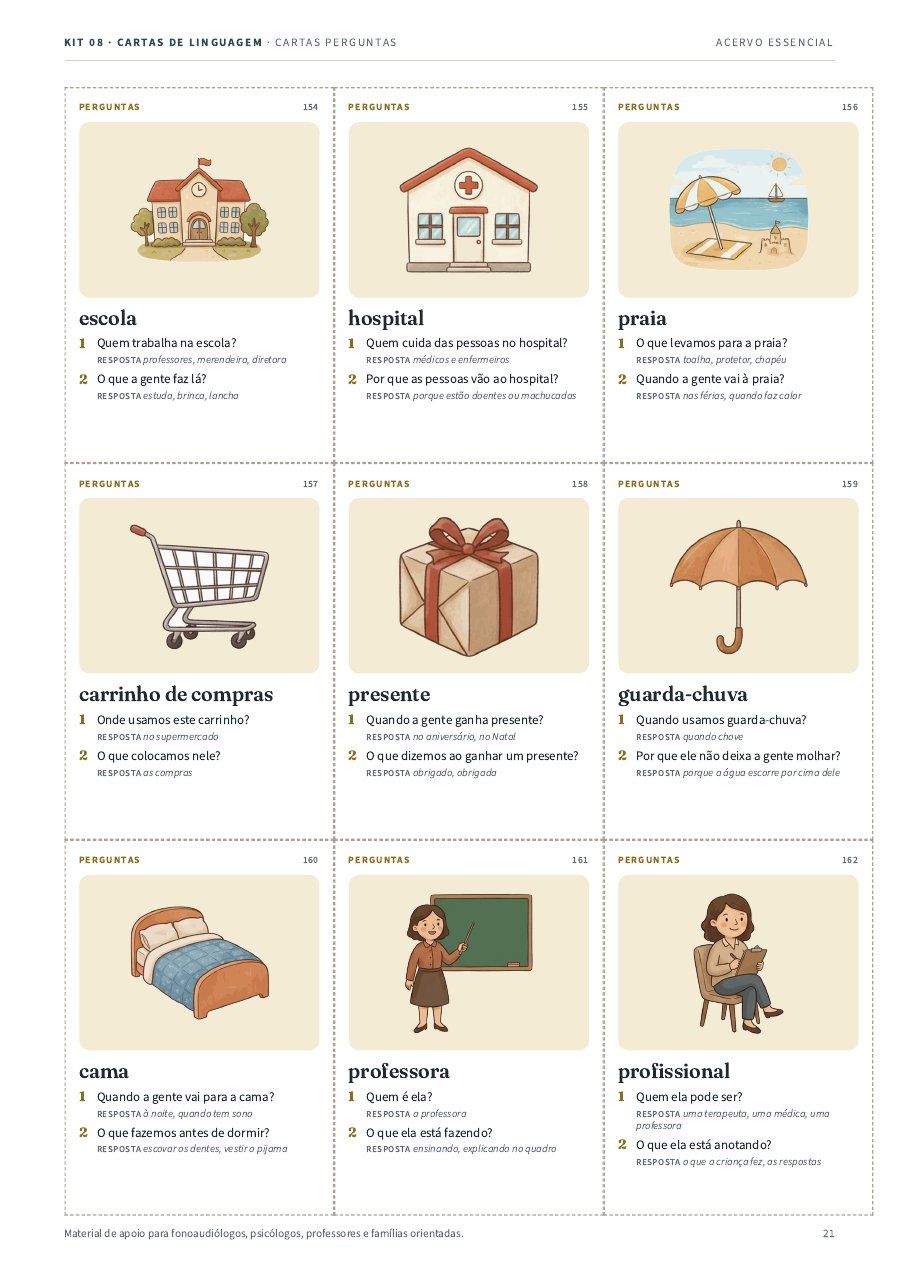 KIT 08 · CARTAS DE LINGUAGEM · CARTAS PERGUNTAS
ACERVO ESSENCIAL
PERGUNTAS 154
escola
1 Quem trabalha na escola?
RESPOSTA professores, merendeira, diretora
2 O que a gente faz lá?
RESPOSTA estuda, brinca, lancha
PERGUNTAS 155
hospital
1 Quem cuida das pessoas no hospital?
RESPOSTA médicos e enfermeiros
2 Por que as pessoas vão ao hospital?
RESPOSTA porque estão doentes ou machucadas
PERGUNTAS 156
praia
1 O que levamos para a praia?
RESPOSTA toalha, protetor, chapéu
2 Quando a gente vai à praia?
RESPOSTA nas férias, quando faz calor
PERGUNTAS 157
carrinho de compras
1 Onde usamos este carrinho?
RESPOSTA no supermercado
2 O que colocamos nele?
RESPOSTA as compras
PERGUNTAS 158
presente
1 Quando a gente ganha presente?
RESPOSTA no aniversário, no Natal
2 O que dizemos ao ganhar um presente?
RESPOSTA obrigado, obrigada
PERGUNTAS 159
guarda-chuva
1 Quando usamos guarda-chuva?
RESPOSTA quando chove
2 Por que ele não deixa a gente molhar?
RESPOSTA porque a água escorre por cima dele
PERGUNTAS 160
cama
1 Quando a gente vai para a cama?
RESPOSTA à noite, quando tem sono
2 O que fazemos antes de dormir?
RESPOSTA escovar os dentes, vestir o pijama
PERGUNTAS 161
professora
1 Quem é ela?
RESPOSTA a professora
2 O que ela está fazendo?
RESPOSTA ensinando, explicando no quadro
PERGUNTAS 162
profissional
1 Quem ela pode ser?
RESPOSTA uma terapeuta, uma médica, uma
professora
2 O que ela está anotando?
RESPOSTA o que a criança fez, as respostas
Material de apoio para fonoaudiólogos, psicólogos, professores e famílias orientadas.
21